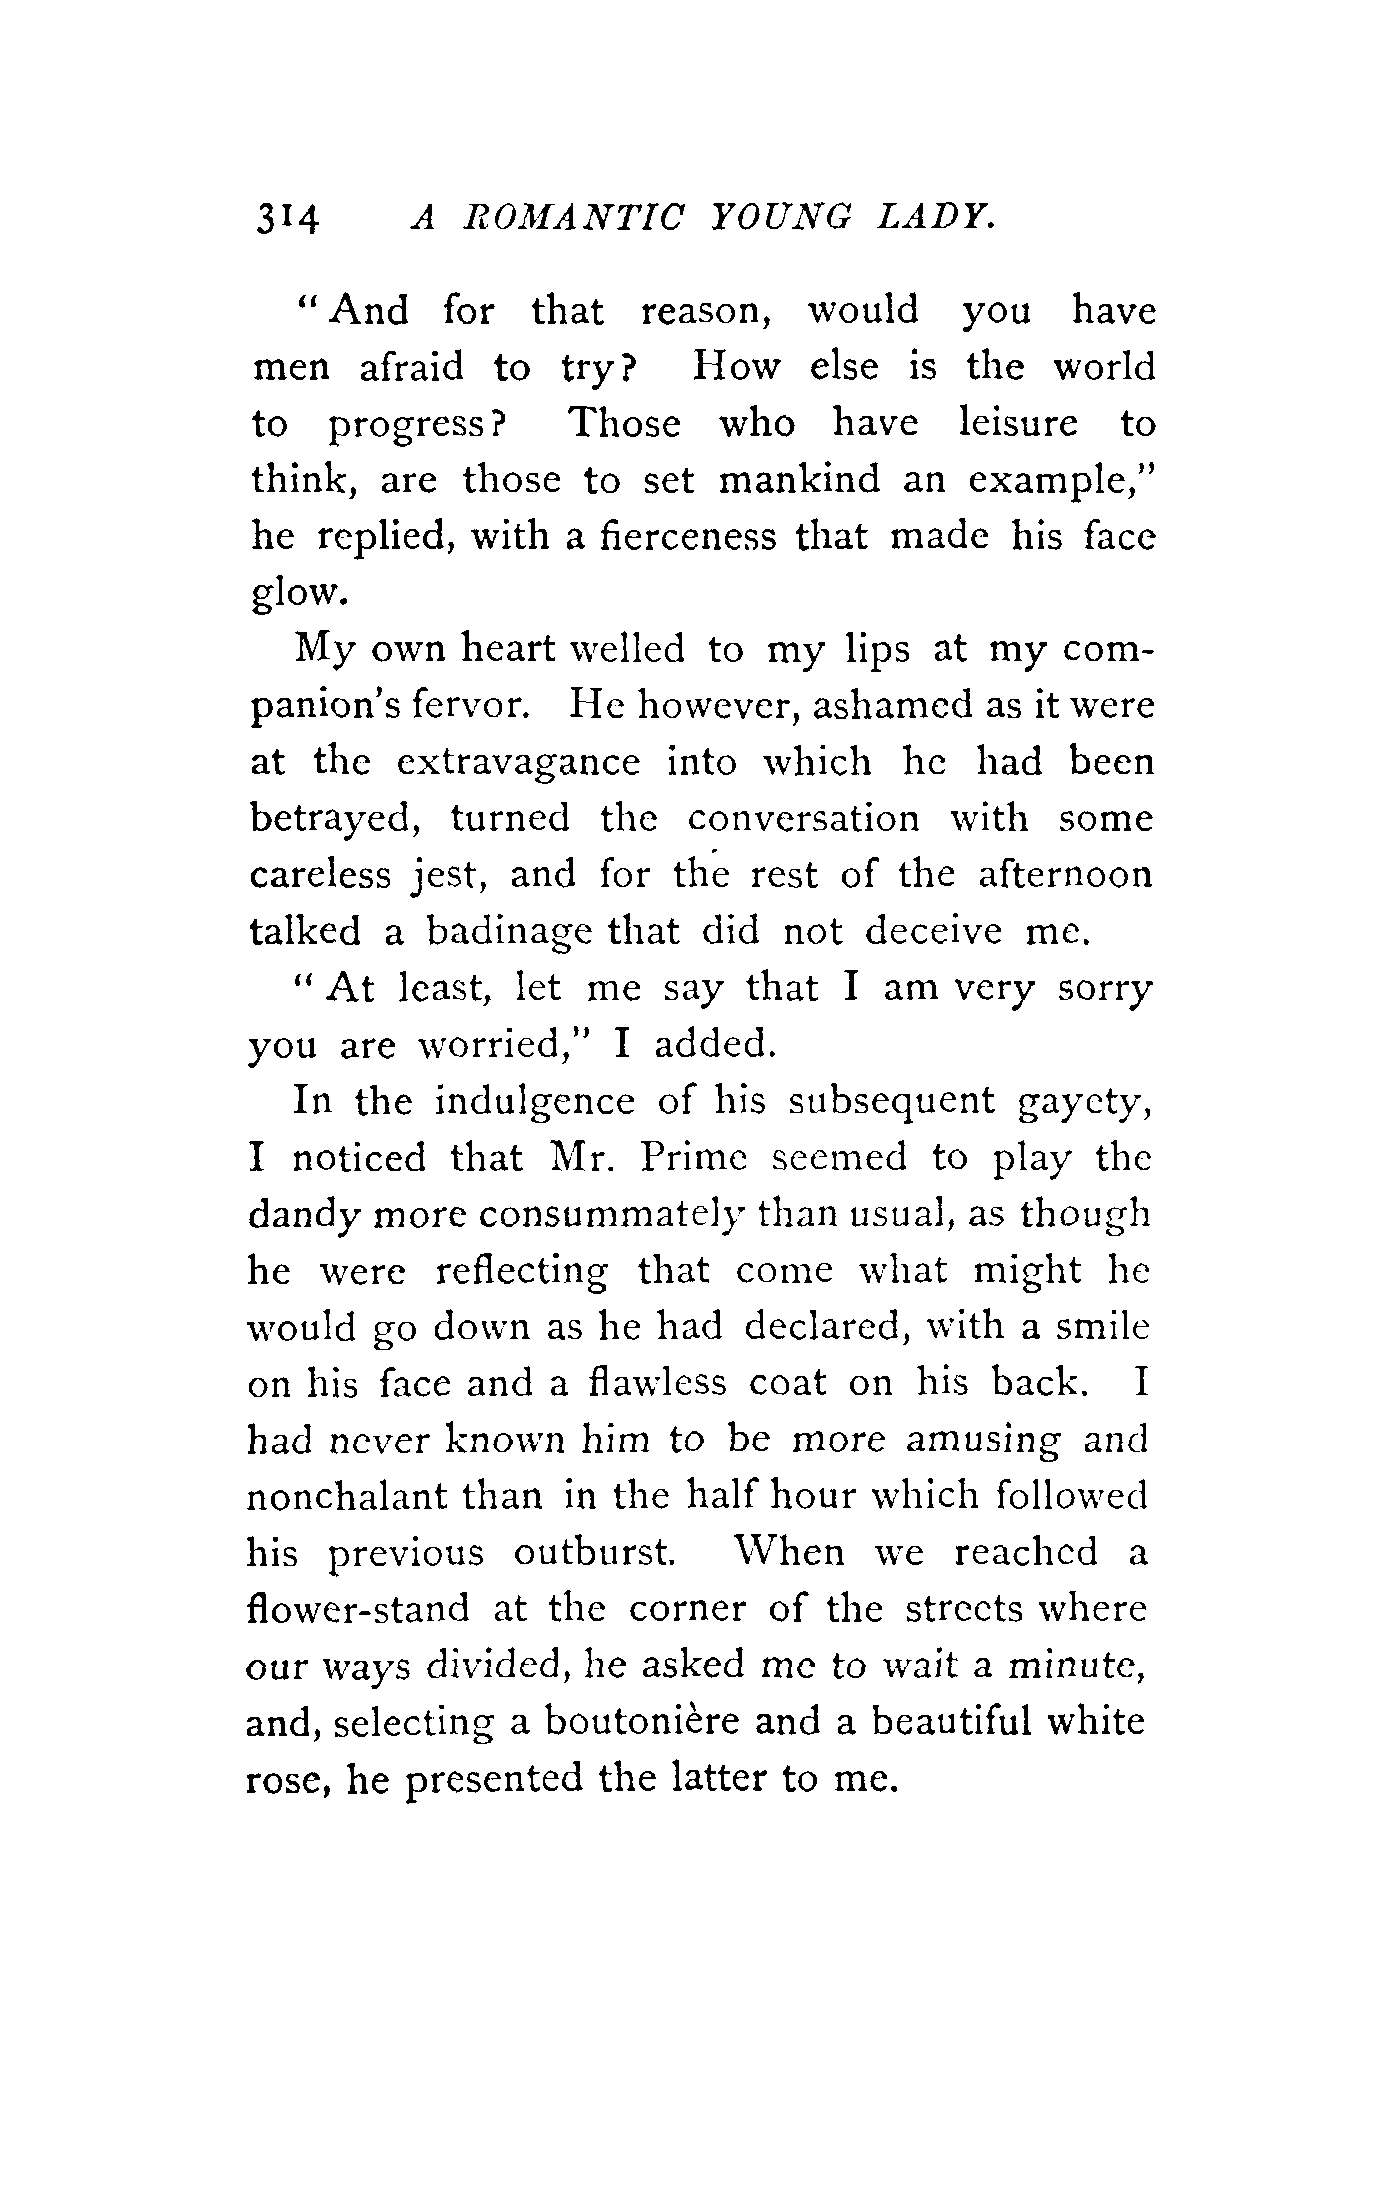 314 A ROMANTIC YOUNG LADY.
“And for that reason, would you have
men afraid to try? How else is the world
to progress? Those who have leisure to
think, are those to set mankind an example,”
he replied, with a fierceness that made his face
glow.
My own heart welled to my lips at my com-
panion's fervor. He however, ashamed as it were
at the extravagance into which he had been
betrayed, turned the conversation with some
careless jest, and for the rest of the afternoon
talked a badinage that did not deceive me.
“At least, let me say that I am very sorry
you are worried,” I added.
In the indulgence of his subsequent gayety,
I noticed that Mr. Prime seemed to play the
dandy more consummately than usual, as though
he were reflecting that come what might he
would go down as he had declared, with a smile
on his face and a flawless coat on his back. I
had never known him to be more amusing and
nonchalant than in the half hour which followed
his previous outburst. When we reached a
flower-stand at the corner of the streets where
our ways divided, he asked me to wait a minute,
and, selecting a boutonière and a beautiful white
rose, he presented the latter to me.